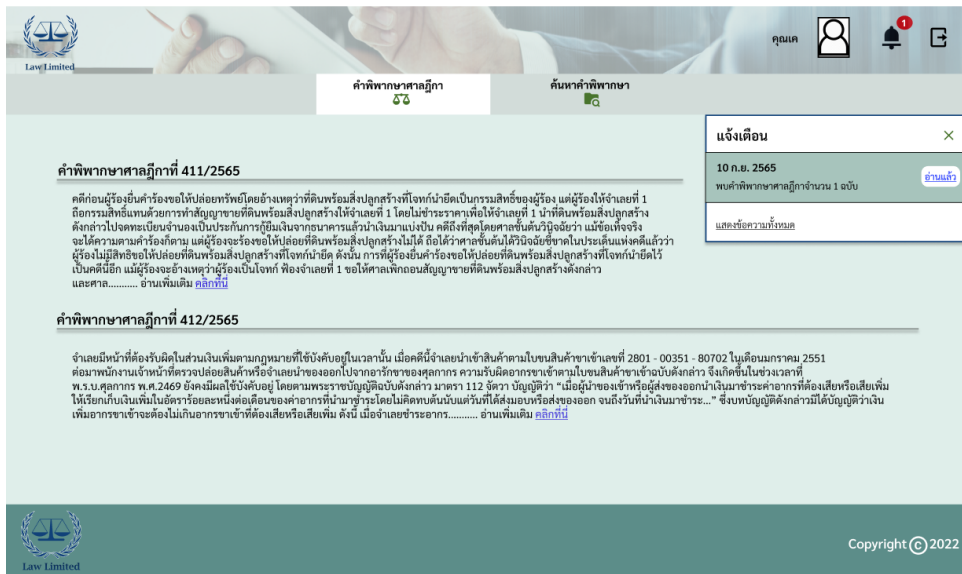 Law Limited
คุณเค
1
คำพิพากษาศาลฎีกา
ค้นหาคำพิพากษา
แจ้งเตือน
10 ก.ย. 2565
พบคำพิพากษาศาลฎีกาจำนวน 1 ฉบับ
อ่านแล้ว
แสดงข้อความทั้งหมด
คำพิพากษาศาลฎีกาที่ 411/2565
คดีก่อนผู้ร้องยื่นคำร้องขอให้ปล่อยทรัพย์โดยอ้างเหตุว่าที่ดินพร้อมสิ่งปลูกสร้างที่โจทก์นำยึดเป็นกรรมสิทธิ์ของผู้ร้อง แต่ผู้ร้องให้จำเลยที่ 1
ถือกรรมสิทธิ์แทนด้วยการทำสัญญาขายที่ดินพร้อมสิ่งปลูกสร้างให้จำเลยที่ 1 โดยไม่ชำระราคาเพื่อให้จำเลยที่ 1 นำที่ดินพร้อมสิ่งปลูกสร้าง
ดังกล่าวไปจดทะเบียนจำนองเป็นประกันการกู้ยืมเงินจากธนาคารแล้วนำเงินมาแบ่งปัน คดีถึงที่สุดโดยศาลชั้นต้นวินิจฉัยว่า แม้ข้อเท็จจริง
จะได้ความตามคำร้องก็ตาม แต่ผู้ร้องจะร้องขอให้ปล่อยที่ดินพร้อมสิ่งปลูกสร้างไม่ได้ ถือได้ว่าศาลชั้นต้นได้วินิจฉัยชี้ขาดในประเด็นแห่งคดีแล้วว่า
ผู้ร้องไม่มีสิทธิขอให้ปล่อยที่ดินพร้อมสิ่งปลูกสร้างที่โจทก์นำยึด ดังนั้น การที่ผู้ร้องยื่นคำร้องขอให้ปล่อยที่ดินพร้อมสิ่งปลูกสร้างที่โจทก์นำยึดไว้
เป็นคดีนี้อีก แม้ผู้ร้องจะอ้างเหตุว่าผู้ร้องเป็นโจทก์ ฟ้องจำเลยที่ 1 ขอให้ศาลเพิกถอนสัญญาขายที่ดินพร้อมสิ่งปลูกสร้างดังกล่าว
และศาล........... อ่านเพิ่มเติม คลิกที่นี่
คำพิพากษาศาลฎีกาที่ 412/2565
จำเลยมีหน้าที่ต้องรับผิดในส่วนเงินเพิ่มตามกฎหมายที่ใช้บังคับอยู่ในเวลานั้น เมื่อคดีนี้จำเลยนำเข้าสินค้าตามใบขนสินค้าขาเข้าเลขที่ 2801 - 00351 - 80702 ในเดือนมกราคม 2551
ต่อมาพนักงานเจ้าหน้าที่ตรวจปล่อยสินค้าและจำเลยนำของออกไปจากอารักขาของศุลกากร ความรับผิดอากรขาเข้าตามใบขนสินค้าขาเข้าฉบับดังกล่าว จึงเกิดขึ้นในช่วงเวลาที่
พ.ร.บ.ศุลกากร พ.ศ.2469 ยังคงมีผลใช้บังคับอยู่ โดยตามพระราชบัญญัติฉบับดังกล่าว มาตรา 112 จัตวา บัญญัติว่า “เมื่อผู้นำของเข้าหรือผู้ส่งของออกนำเงินมาชำระค่าอากรที่ต้องเสียหรือเสียเพิ่ม
ให้เรียกเก็บเงินเพิ่มในอัตราร้อยละหนึ่งต่อเดือนของค่าอากรที่นำมาชำระโดยไม่คิดทบต้นนับแต่วันที่ได้ส่งมอบหรือส่งของออก จนถึงวันที่นำเงินมาชำระ...” ซึ่งบทบัญญัติดังกล่าวมิได้บัญญัติว่าเงิน
เพิ่มอากรขาเข้าจะต้องไม่เกินอากรขาเข้าที่ต้องเสียหรือเสียเพิ่ม ดังนี้ เมื่อจำเลยชำระอากร........... อ่านเพิ่มเติม คลิกที่นี่
Law Limited
Copyright © 2022